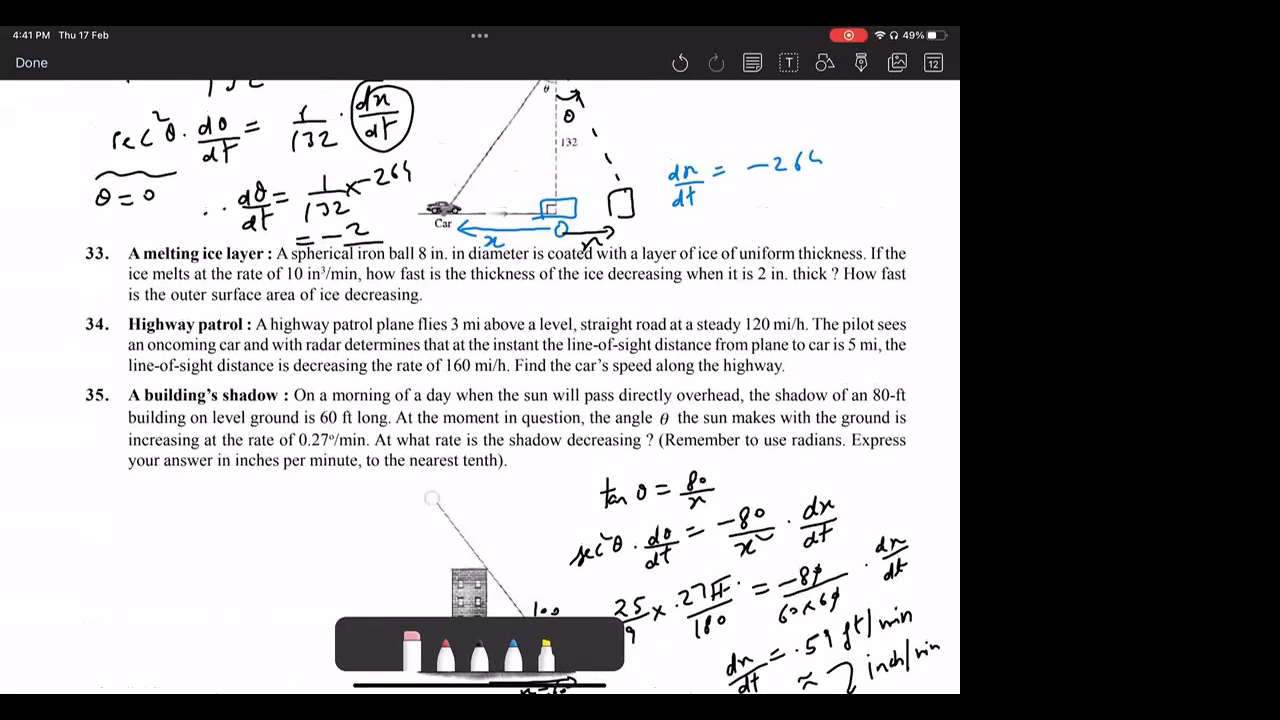 4:41 PM Thu 17 Feb
49%
Done
T
12
132
sec²θ · dθ/dt = 1/132 · dx/dt
θ = 0
∴ dθ/dt = 1/132 × -264
= -2
θ
θ
132
dx/dt = -264
Car
x
0
x
33. A melting ice layer : A spherical iron ball 8 in. in diameter is coated with a layer of ice of uniform thickness. If the
ice melts at the rate of 10 in³/min, how fast is the thickness of the ice decreasing when it is 2 in. thick ? How fast
is the outer surface area of ice decreasing.
34. Highway patrol : A highway patrol plane flies 3 mi above a level, straight road at a steady 120 mi/h. The pilot sees
an oncoming car and with radar determines that at the instant the line-of-sight distance from plane to car is 5 mi, the
line-of-sight distance is decreasing the rate of 160 mi/h. Find the car's speed along the highway.
35. A building's shadow : On a morning of a day when the sun will pass directly overhead, the shadow of an 80-ft
building on level ground is 60 ft long. At the moment in question, the angle θ the sun makes with the ground is
increasing at the rate of 0.27º/min. At what rate is the shadow decreasing ? (Remember to use radians. Express
your answer in inches per minute, to the nearest tenth).
tan θ = 80/x
sec²θ · dθ/dt = -80/x² · dx/dt
25/9 × .27π/180 = -80/60×60 · dx/dt
100
dx/dt = .59 ft/min
≈ 7 inch/min